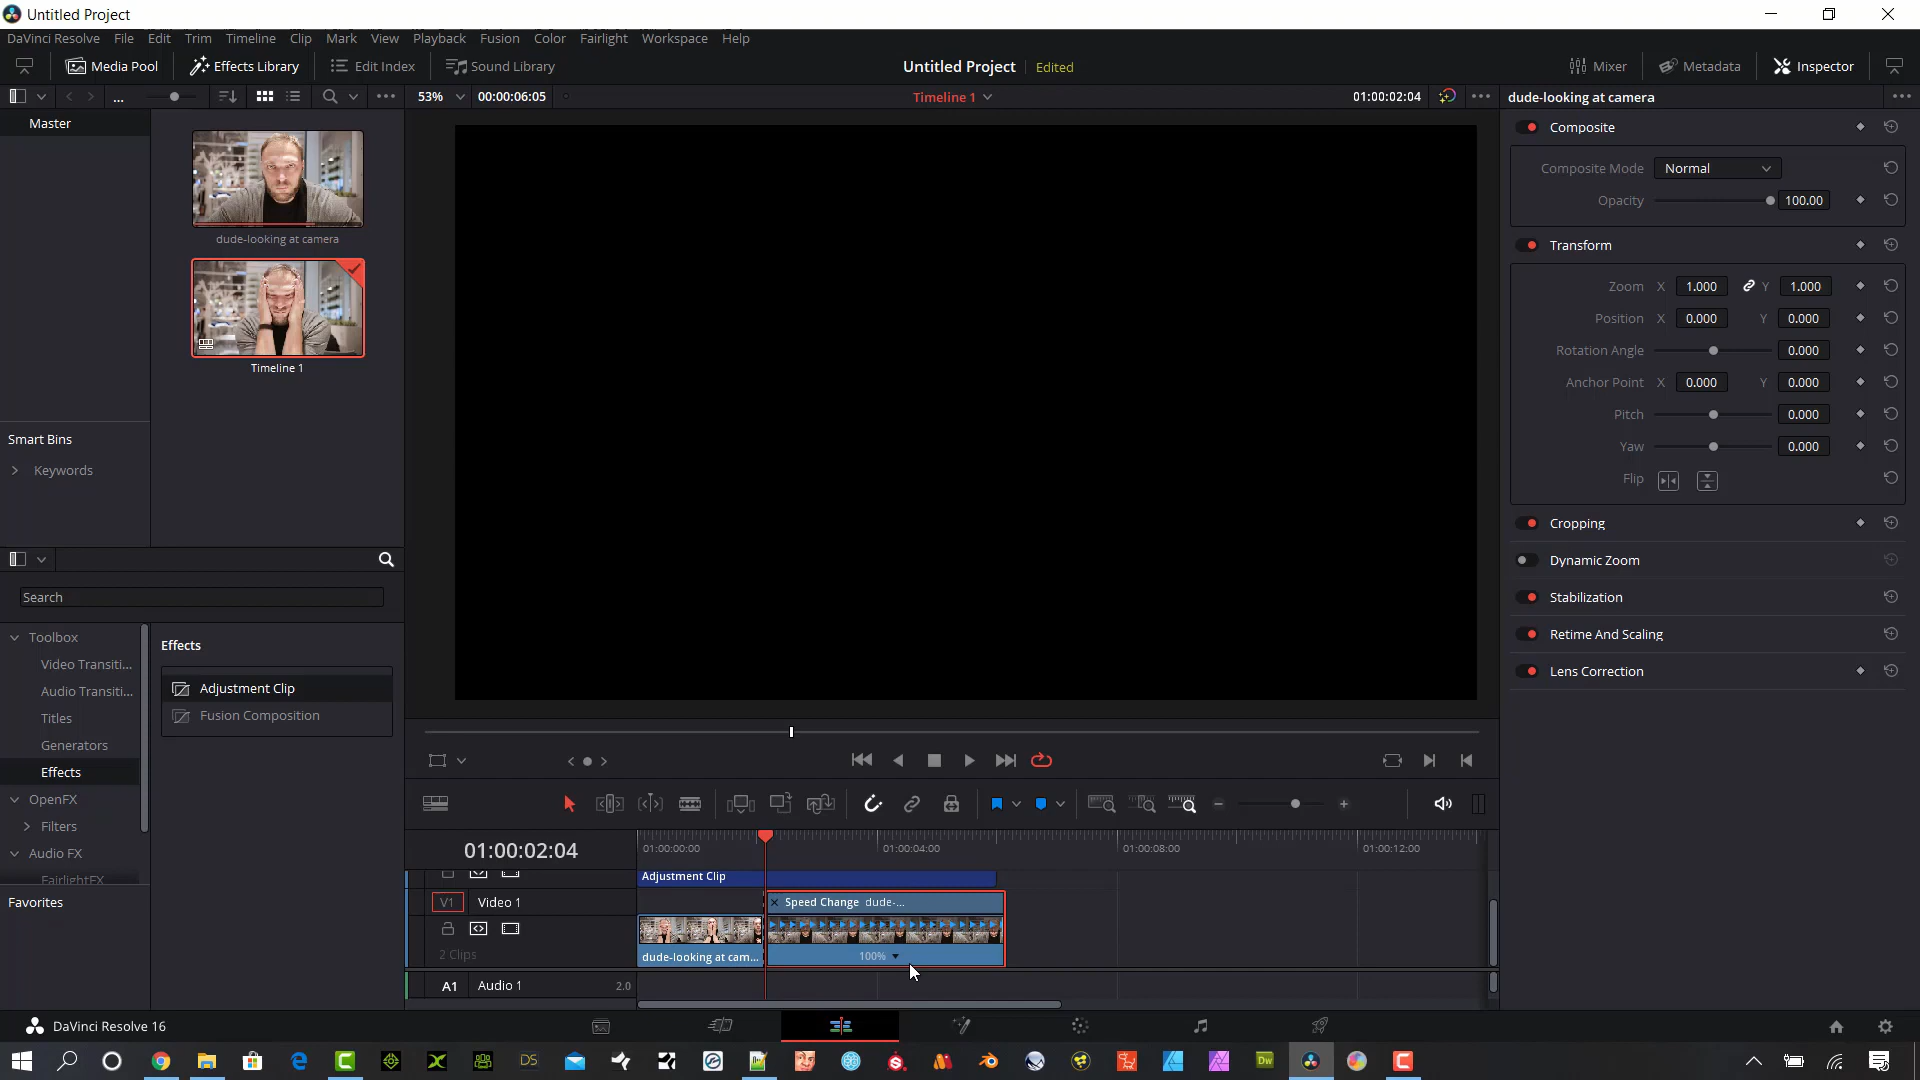 Untitled Project
DaVinci Resolve File Edit Trim Timeline Clip Mark View Playback Fusion Color Fairlight Workspace Help
Media Pool Effects Library Edit Index Sound Library Untitled Project Edited Mixer Metadata Inspector
... 53% 00:00:06:05 Timeline 1 01:00:02:04 dude-looking at camera
Master
dude-looking at camera
Timeline 1
Smart Bins
Keywords
Search
Toolbox
Video Transiti...
Audio Transiti...
Titles
Generators
Effects
OpenFX
Filters
Audio FX
FairlightFX
Favorites
Effects
Adjustment Clip
Fusion Composition
Composite
Composite Mode Normal
Opacity 100.00
Transform
Zoom X 1.000 Y 1.000
Position X 0.000 Y 0.000
Rotation Angle 0.000
Anchor Point X 0.000 Y 0.000
Pitch 0.000
Yaw 0.000
Flip
Cropping
Dynamic Zoom
Stabilization
Retime And Scaling
Lens Correction
01:00:02:04 01:00:00:00 01:00:04:00 01:00:08:00 01:00:12:00
Adjustment Clip
V1 Video 1 Speed Change dude-...
2 Clips dude-looking at cam... 100%
A1 Audio 1 2.0
DaVinci Resolve 16
DS Dw